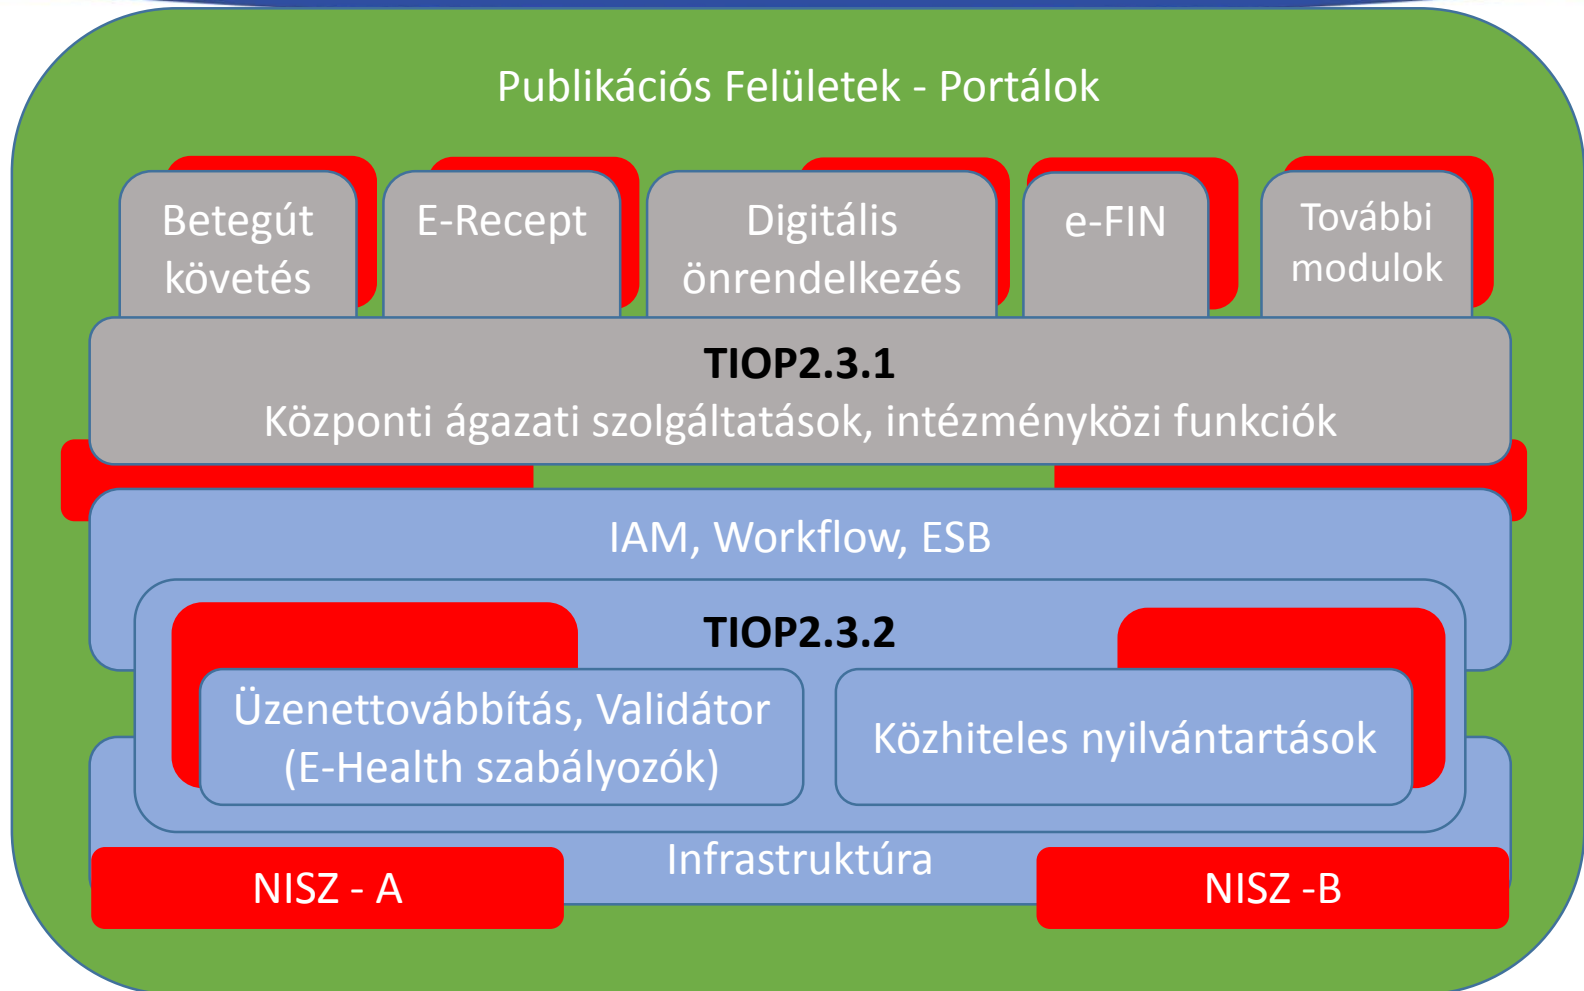 Publikációs Felületek - Portálok
Betegút
követés
E-Recept
Digitális
önrendelkezés
e-FIN
További
modulok
TIOP2.3.1
Központi ágazati szolgáltatások, intézményközi funkciók
IAM, Workflow, ESB
TIOP2.3.2
Üzenettovábbítás, Validátor
(E-Health szabályozók)
Közhiteles nyilvántartások
Infrastruktúra
NISZ - A
NISZ -B